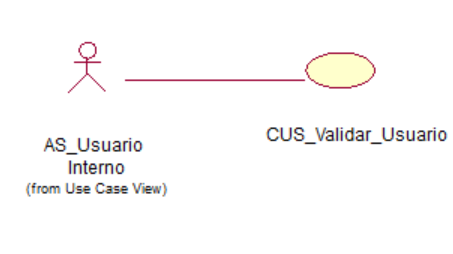 AS_Usuario
Interno
(from Use Case View)
CUS_Validar_Usuario